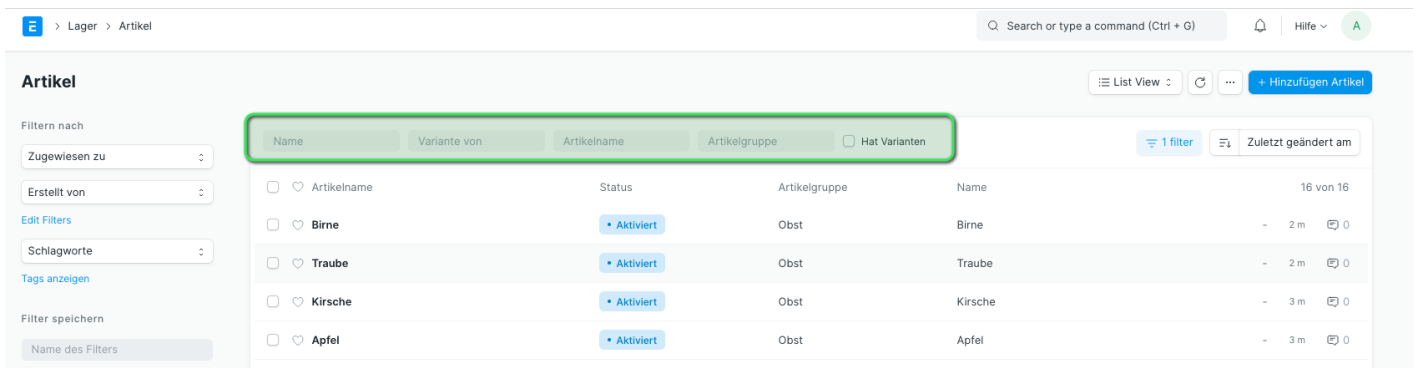 E > Lager > Artikel
Search or type a command (Ctrl + G)
Hilfe
A
Artikel
List View
...
+ Hinzufügen Artikel
Filtern nach
Zugewiesen zu
Erstellt von
Edit Filters
Schlagworte
Tags anzeigen
Filter speichern
Name des Filters
Name Variante von Artikelname Artikelgruppe Hat Varianten
1 filter
Zuletzt geändert am
Artikelname Status Artikelgruppe Name 16 von 16
Birne • Aktiviert Obst Birne - 2 m 0
Traube • Aktiviert Obst Traube - 2 m 0
Kirsche • Aktiviert Obst Kirsche - 3 m 0
Apfel • Aktiviert Obst Apfel - 3 m 0